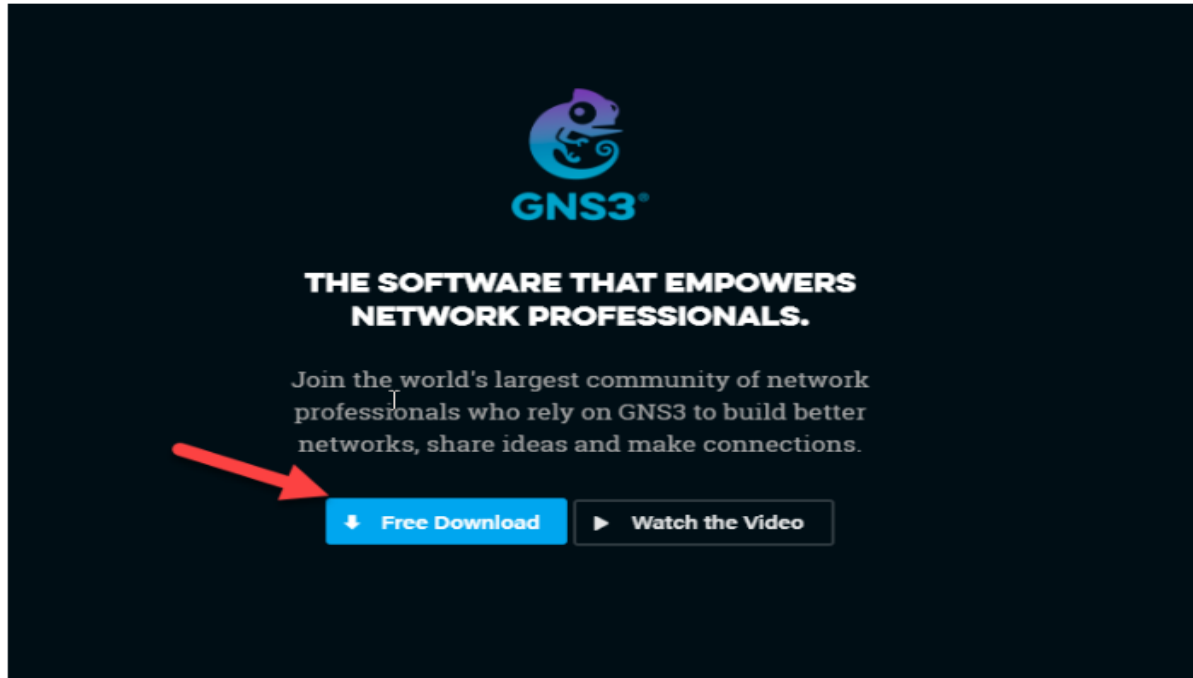 GNS3®
THE SOFTWARE THAT EMPOWERS
NETWORK PROFESSIONALS.
Join the world's largest community of network
professionals who rely on GNS3 to build better
networks, share ideas and make connections.
Free Download
Watch the Video